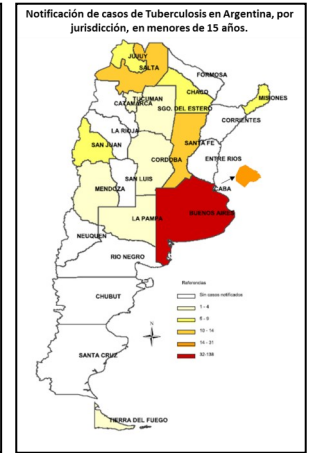 Notificación de casos de Tuberculosis en Argentina, por
jurisdicción, en menores de 15 años.
JUJUY
SALTA
FORMOSA
CHACO
TUCUMAN
MISIONES
CATAMARCA
SGO. DEL ESTERO
CORRIENTES
LA RIOJA
SANTA FE
SAN JUAN
CORDOBA
ENTRE RIOS
SAN LUIS
CABA
MENDOZA
BUENOS AIRES
LA PAMPA
NEUQUEN
RIO NEGRO
Referencias
Sin casos notificados
CHUBUT
N
SANTA CRUZ
TIERRA DEL FUEGO